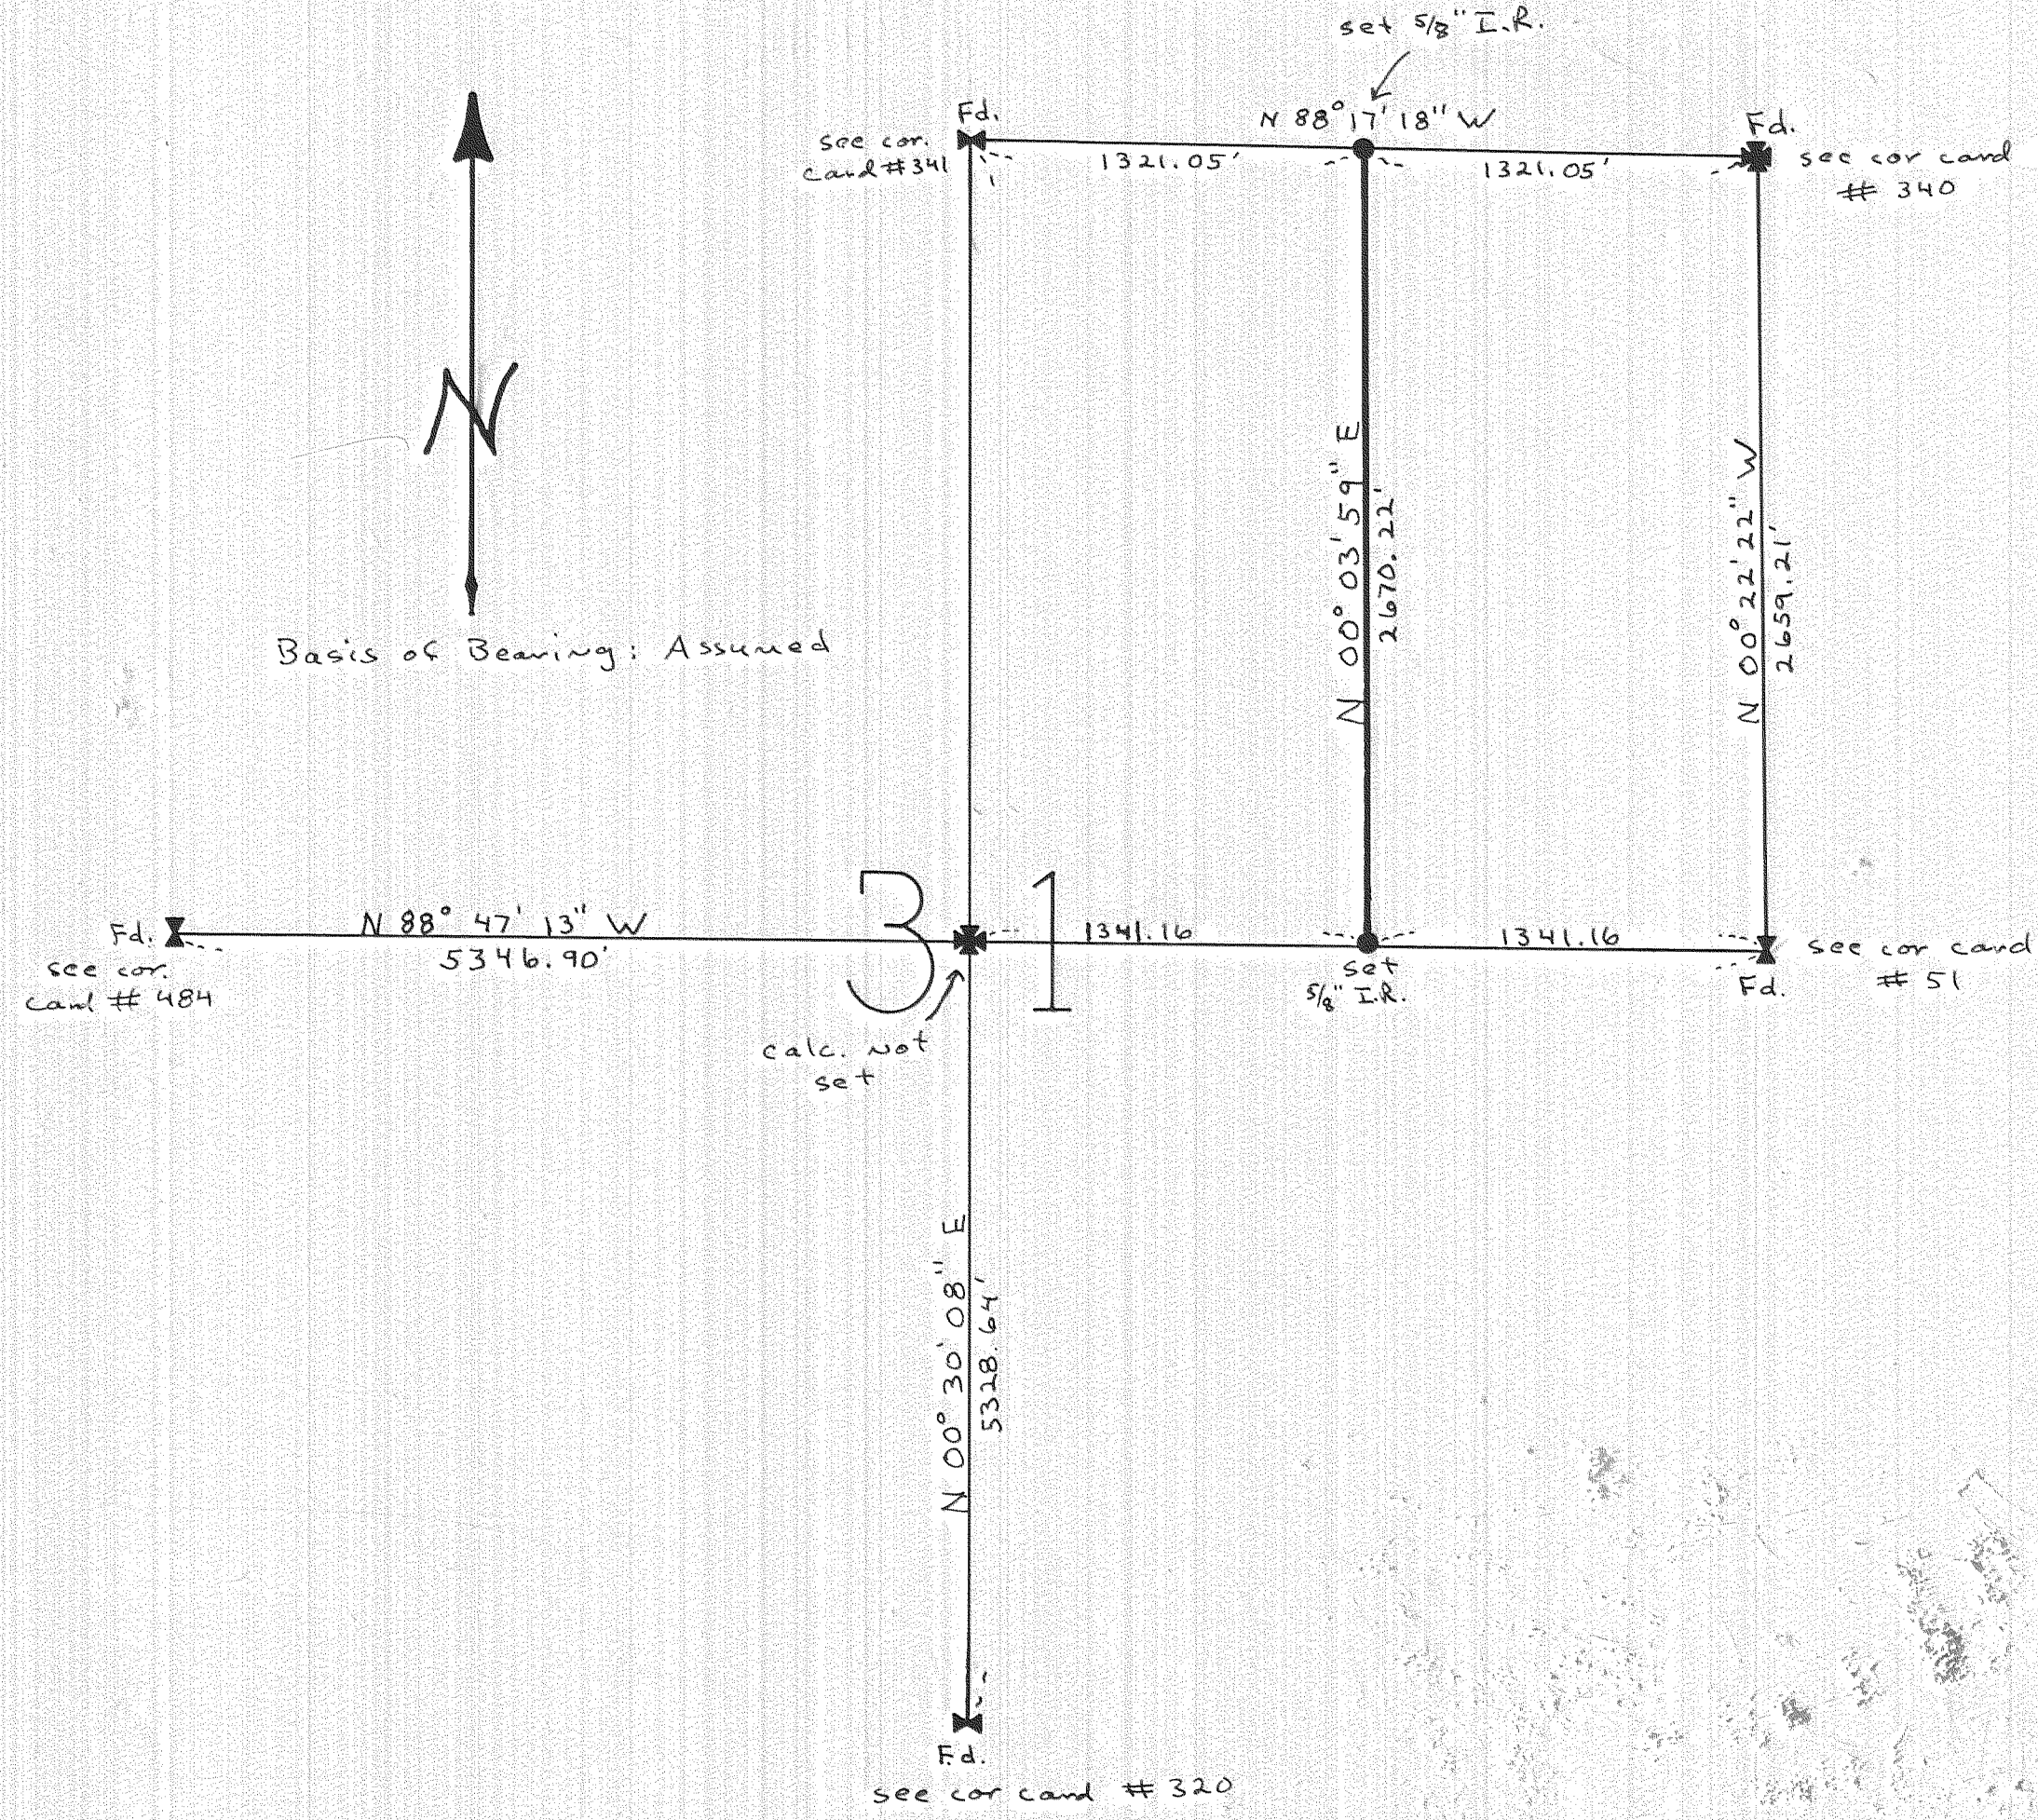 set 5/8" I.R.
N 88° 17' 18" W
Fd.
see cor.
card #341
1321.05'
1321.05'
Fd.
see cor card
# 340
N
Basis of Bearing: Assumed
N 00° 03' 59" E
2670.22'
N 00° 22' 22" W
2659.21'
Fd.
see cor.
card # 484
N 88° 47' 13" W
5346.90'
31
1341.16
1341.16
set
5/8" I.R.
Fd.
see cor card
# 51
calc. not
set
N 00° 30' 08" E
5328.64'
Fd.
see cor card # 320